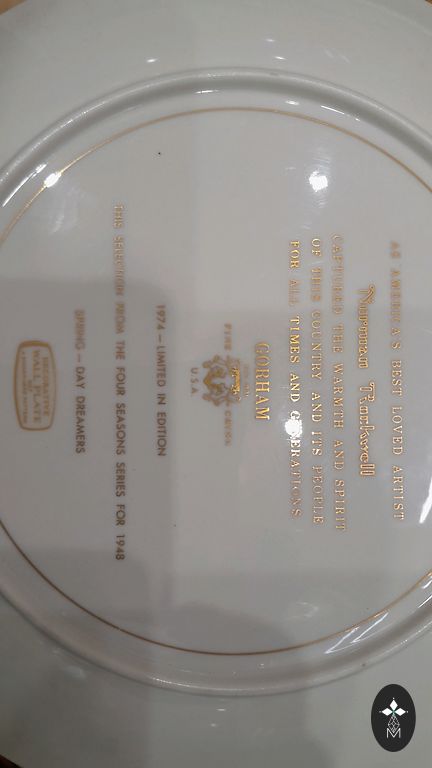 AS AMERICA'S BEST LOVED ARTIST
Norman Rockwell
CAPTURED THE WARMTH AND SPIRIT
OF THIS COUNTRY AND ITS PEOPLE
FOR ALL TIMES AND GENERATIONS.
GORHAM
FINE CHINA
U.S.A.
1974 — LIMITED IN EDITION
THIS SELECTION FROM THE FOUR SEASONS SERIES FOR 1948
SPRING — DAY DREAMERS
DECORATIVE
WALL PLATE
M